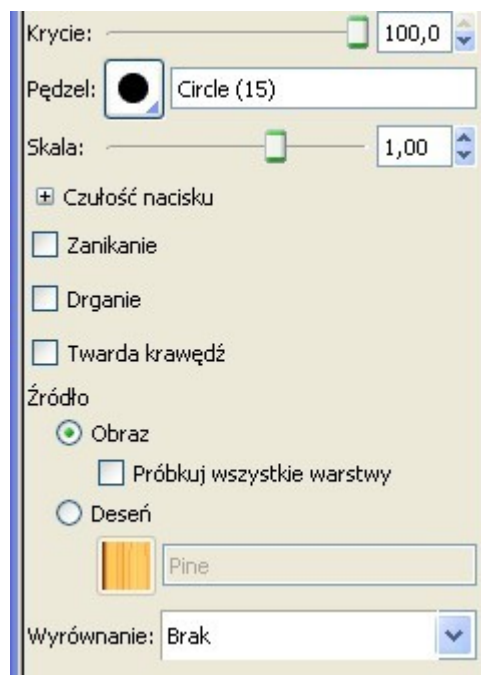 Krycie: 100,0
Pędzel: Circle (15)
Skala: 1,00
Czułość nacisku
Zanikanie
Drganie
Twarda krawędź
Źródło
Obraz
Próbkuj wszystkie warstwy
Deseń
Pine
Wyrównanie: Brak